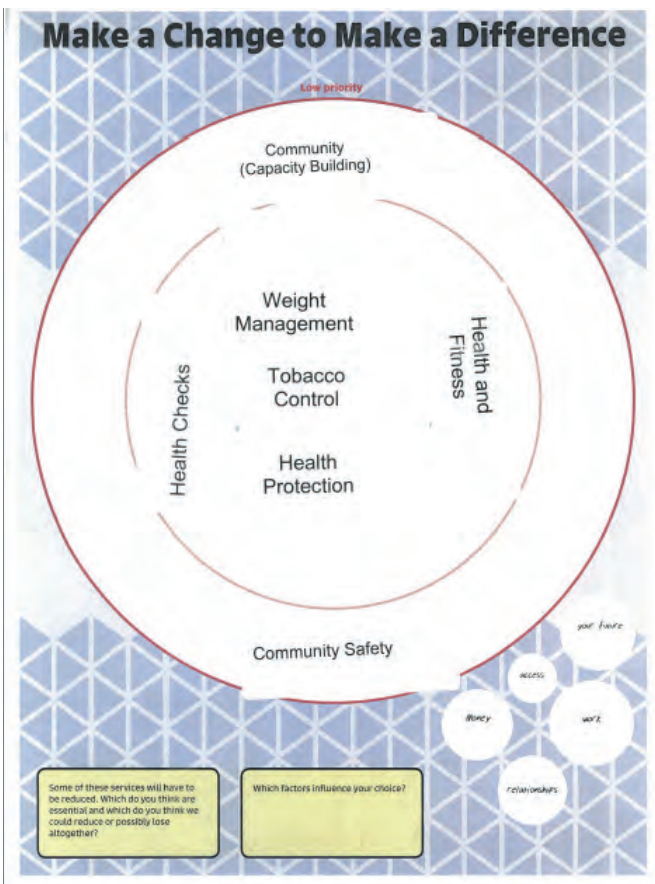 Make a Change to Make a Difference
Low priority
Community
(Capacity Building)
Weight
Management
Health and
Fitness
Tobacco
Control
Health Checks
Health
Protection
Community Safety
your future
access
Money
work
relationships
Some of these services will have to
be reduced. Which do you think are
essential and which do you think we
could reduce or possibly lose
altogether?
Which factors influence your choice?